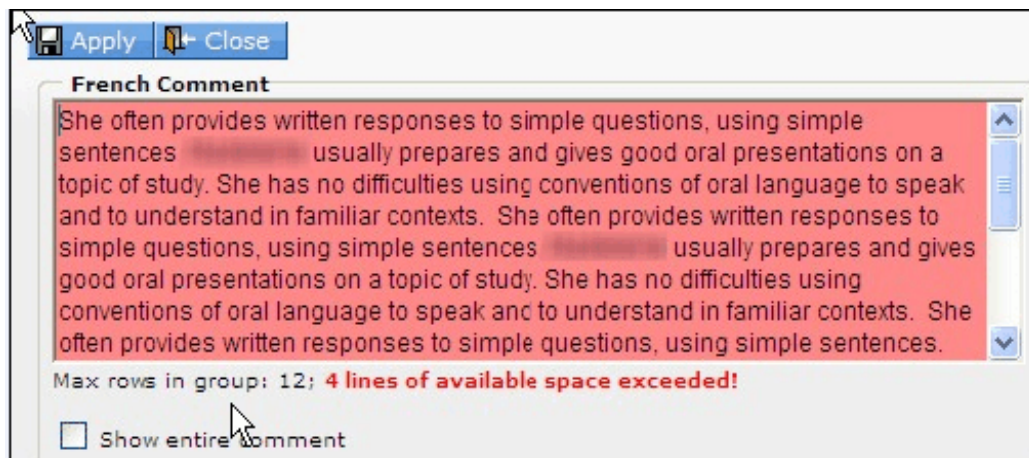 Apply Close
French Comment
She often provides written responses to simple questions, using simple
sentences usually prepares and gives good oral presentations on a
topic of study. She has no difficulties using conventions of oral language to speak
and to understand in familiar contexts.  She often provides written responses to
simple questions, using simple sentences usually prepares and gives
good oral presentations on a topic of study. She has no difficulties using
conventions of oral language to speak and to understand in familiar contexts.  She
often provides written responses to simple questions, using simple sentences.
Max rows in group: 12; 4 lines of available space exceeded!
Show entire comment